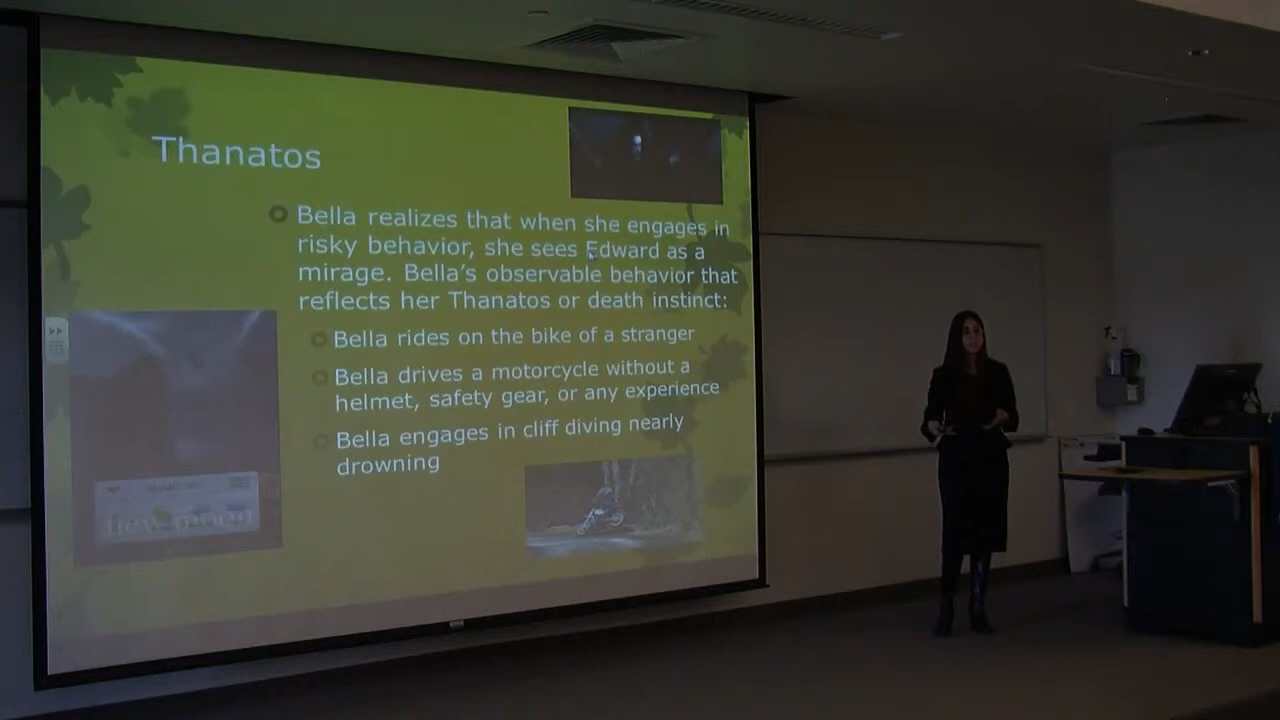 Thanatos
Bella realizes that when she engages in
risky behavior, she sees Edward as a
mirage. Bella's observable behavior that
reflects her Thanatos or death instinct:
Bella rides on the bike of a stranger
Bella drives a motorcycle without a
helmet, safety gear, or any experience
Bella engages in cliff diving nearly
drowning
new moon